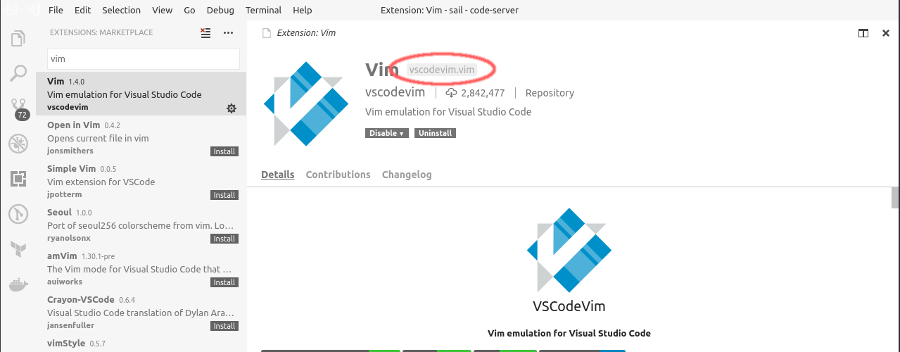 File Edit Selection View Go Debug Terminal Help Extension: Vim - sail - code-server
EXTENSIONS: MARKETPLACE
vim
Vim 1.4.0
Vim emulation for Visual Studio Code
vscodevim
Open in Vim 0.4.2
Opens current file in vim
jonsmithers Install
Simple Vim 0.0.5
Vim extension for VSCode
jpotterm Install
Seoul 1.0.0
Port of seoul256 colorscheme from vim. Lo...
ryanolsonx Install
amVim 1.30.1-pre
The Vim mode for Visual Studio Code that ...
auiworks Install
Crayon-VSCode 0.6.4
Visual Studio Code translation of Dylan Ara...
jansenfuller Install
vimStyle 0.5.7
72
Extension: Vim
Vim vscodevim.vim
vscodevim 2,842,477 Repository
Vim emulation for Visual Studio Code
Disable Uninstall
Details Contributions Changelog
VSCodeVim
Vim emulation for Visual Studio Code